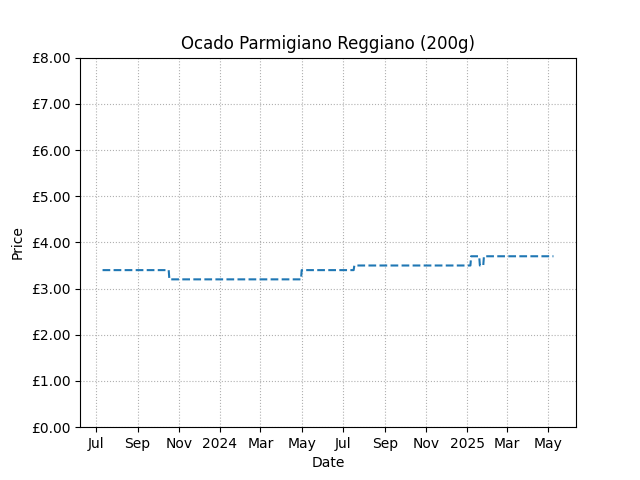 Ocado Parmigiano Reggiano (200g)
£8.00
£7.00
£6.00
£5.00
£4.00
£3.00
£2.00
£1.00
£0.00
Price
Jul Sep Nov 2024 Mar May Jul Sep Nov 2025 Mar May
Date